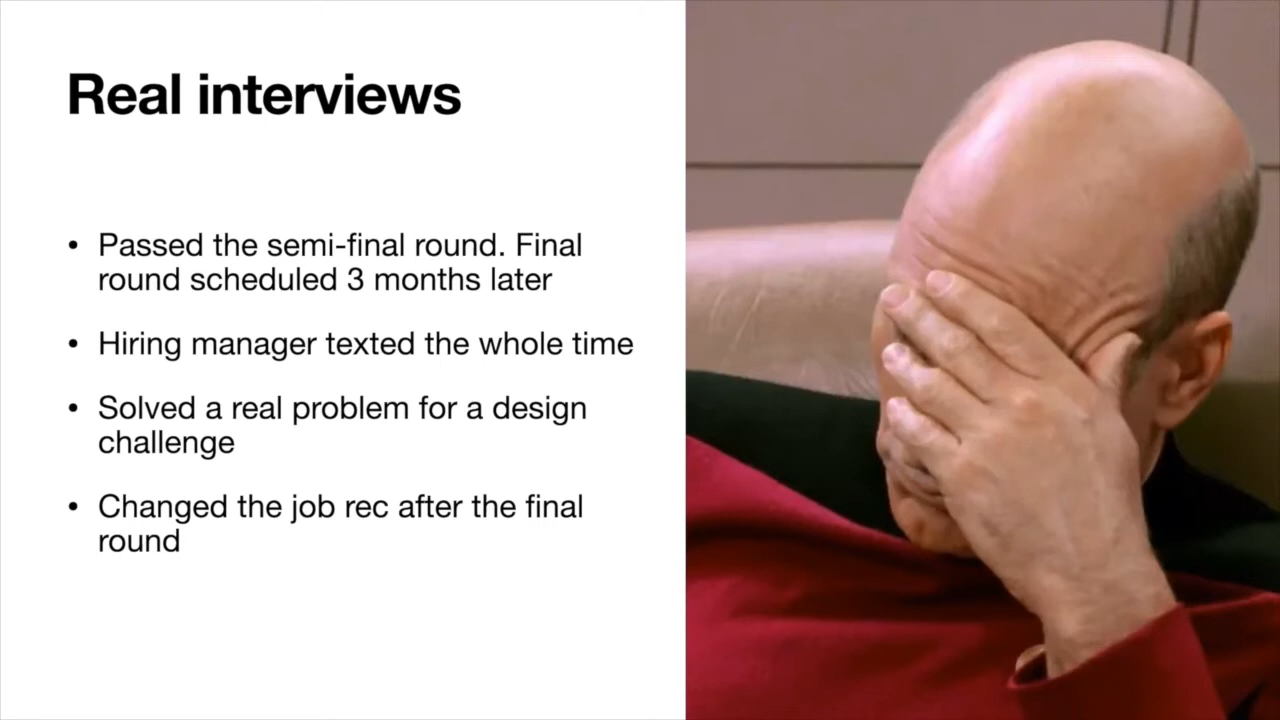 Real interviews
• Passed the semi-final round. Final
round scheduled 3 months later
• Hiring manager texted the whole time
• Solved a real problem for a design
challenge
• Changed the job rec after the final
round